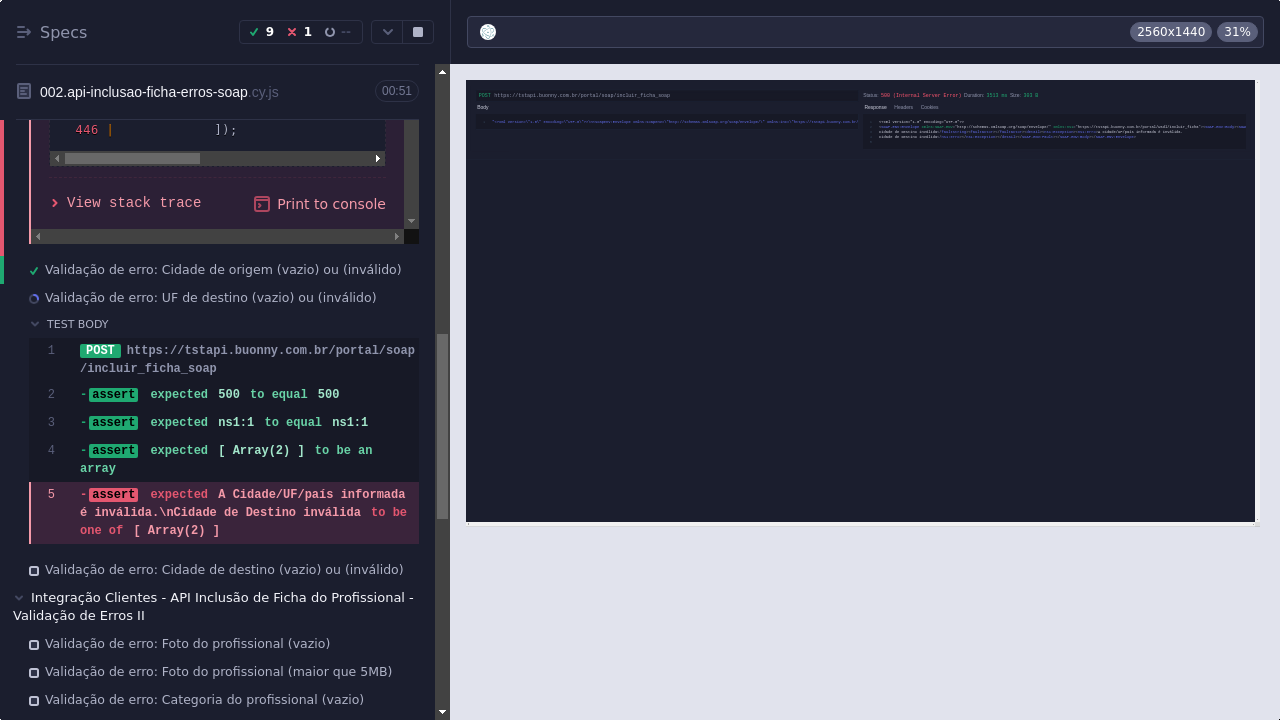 Specs
9 1 --
2560x1440 31%
002.api-inclusao-ficha-erros-soap.cy.js 00:51
446 | ]);
View stack trace
Print to console
Validação de erro: Cidade de origem (vazio) ou (inválido)
Validação de erro: UF de destino (vazio) ou (inválido)
TEST BODY
1 POST https://tstapi.buonny.com.br/portal/soap
/incluir_ficha_soap
2 -assert expected 500 to equal 500
3 -assert expected ns1:1 to equal ns1:1
4 -assert expected [ Array(2) ] to be an
array
5 -assert expected A Cidade/UF/país informada
é inválida.\nCidade de Destino inválida to be
one of [ Array(2) ]
Validação de erro: Cidade de destino (vazio) ou (inválido)
Integração Clientes - API Inclusão de Ficha do Profissional -
Validação de Erros II
Validação de erro: Foto do profissional (vazio)
Validação de erro: Foto do profissional (maior que 5MB)
Validação de erro: Categoria do profissional (vazio)
POST https://tstapi.buonny.com.br/portal/soap/incluir_ficha_soap
Body
Status: 500 (Internal Server Error) Duration: 3513 ms Size: 393 B
Response Headers Cookies